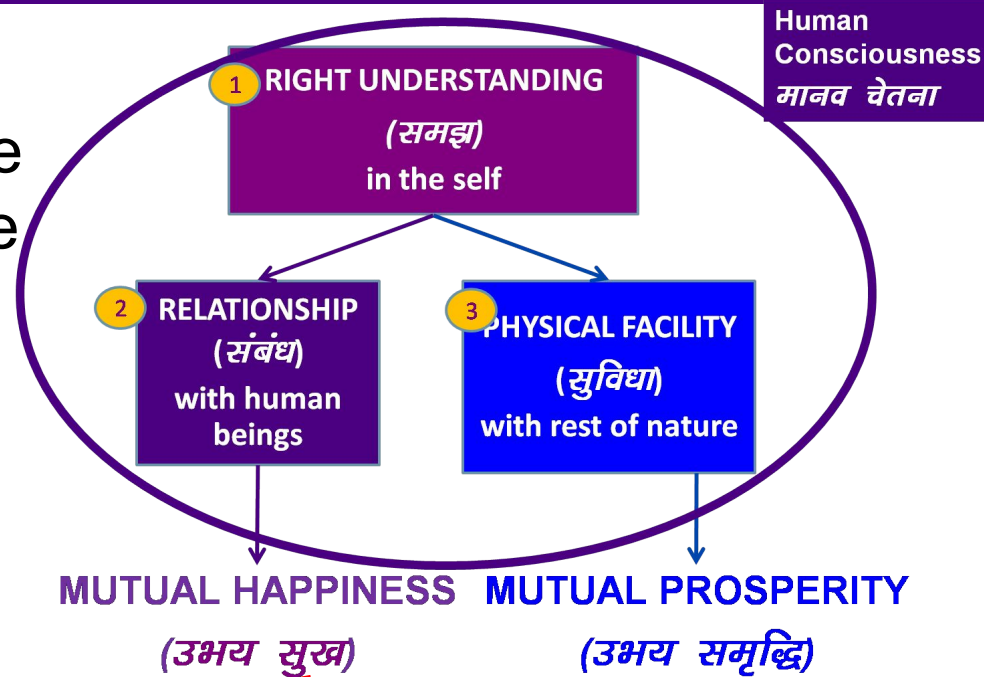 Human
Consciousness
मानव चेतना
e
e
1
RIGHT UNDERSTANDING
(समझ)
in the self
2
RELATIONSHIP
(संबंध)
with human
beings
3
PHYSICAL FACILITY
(सुविधा)
with rest of nature
MUTUAL HAPPINESS
(उभय सुख)
MUTUAL PROSPERITY
(उभय समृद्धि)